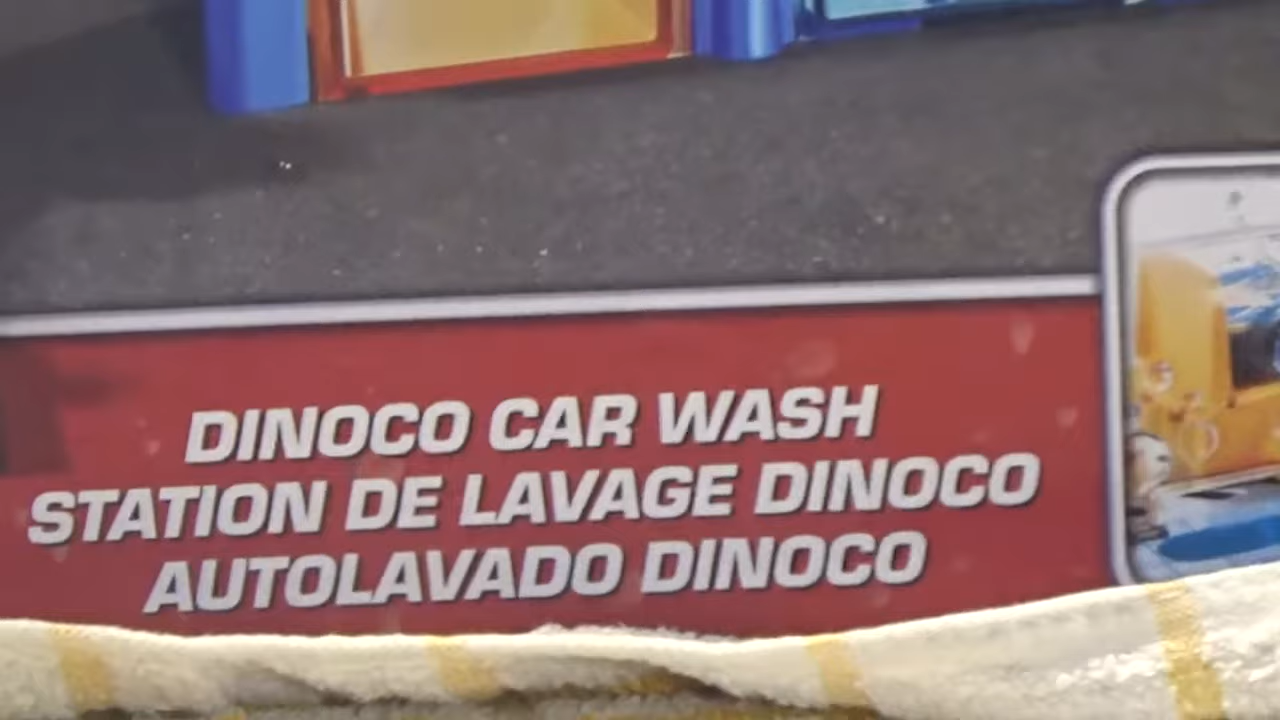 DINOCO CAR WASH
STATION DE LAVAGE DINOCO
AUTOLAVADO DINOCO